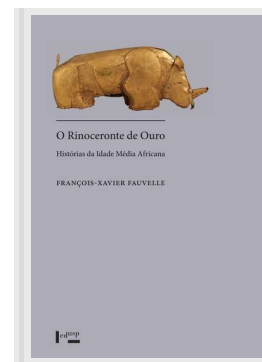 O Rinoceronte de Ouro
Histórias da Idade Média Africana
FRANÇOIS-XAVIER FAUVELLE
edusp